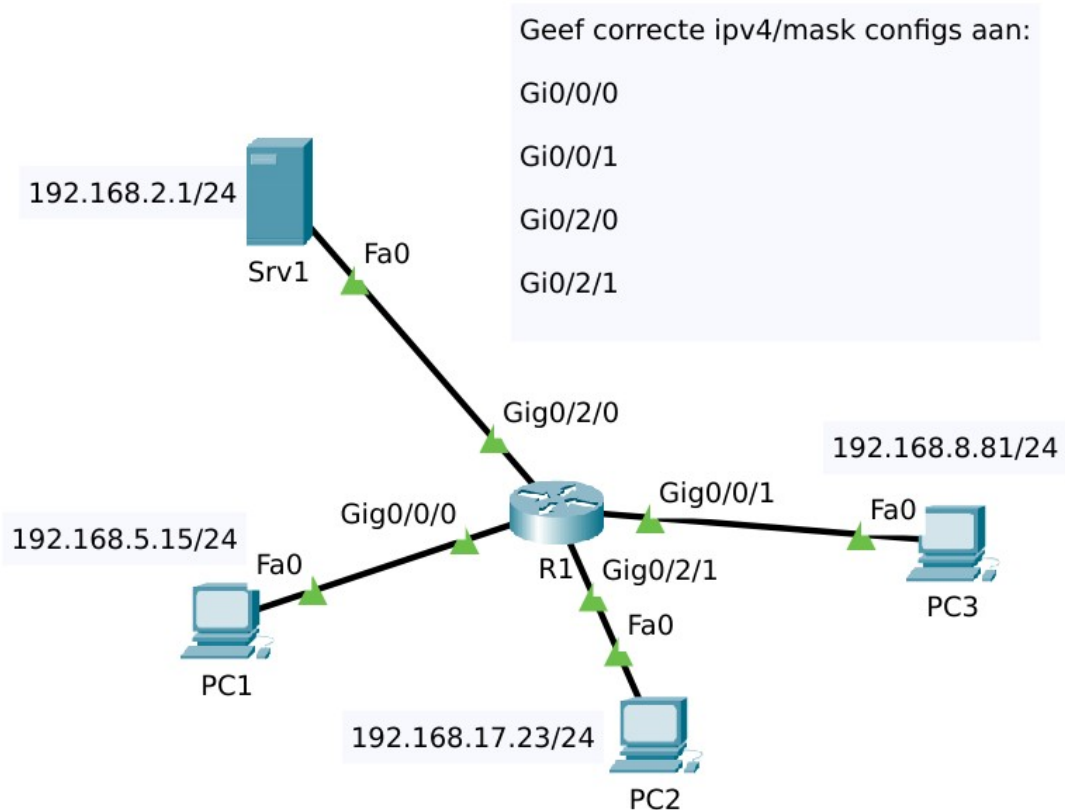 Geef correcte ipv4/mask configs aan:
Gi0/0/0
Gi0/0/1
Gi0/2/0
Gi0/2/1
192.168.2.1/24
Fa0
Srv1
Gig0/2/0
192.168.8.81/24
Gig0/0/1
Fa0
Gig0/0/0
192.168.5.15/24
Fa0
R1
Gig0/2/1
PC3
Fa0
PC1
192.168.17.23/24
PC2